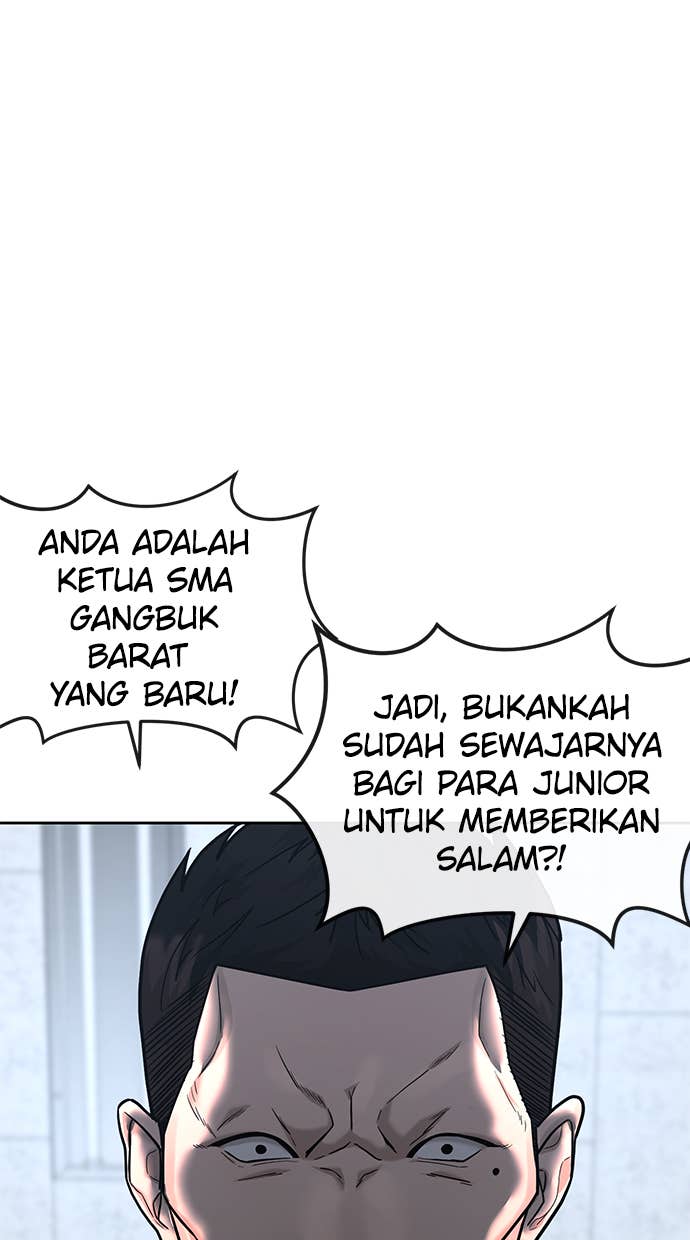 ANDA ADALAH
KETUA SMA
GANGBUK
BARAT
YANG BARU!
JADI, BUKANKAH
SUDAH SEWAJARNYA
BAGI PARA JUNIOR
UNTUK MEMBERIKAN
SALAM?!